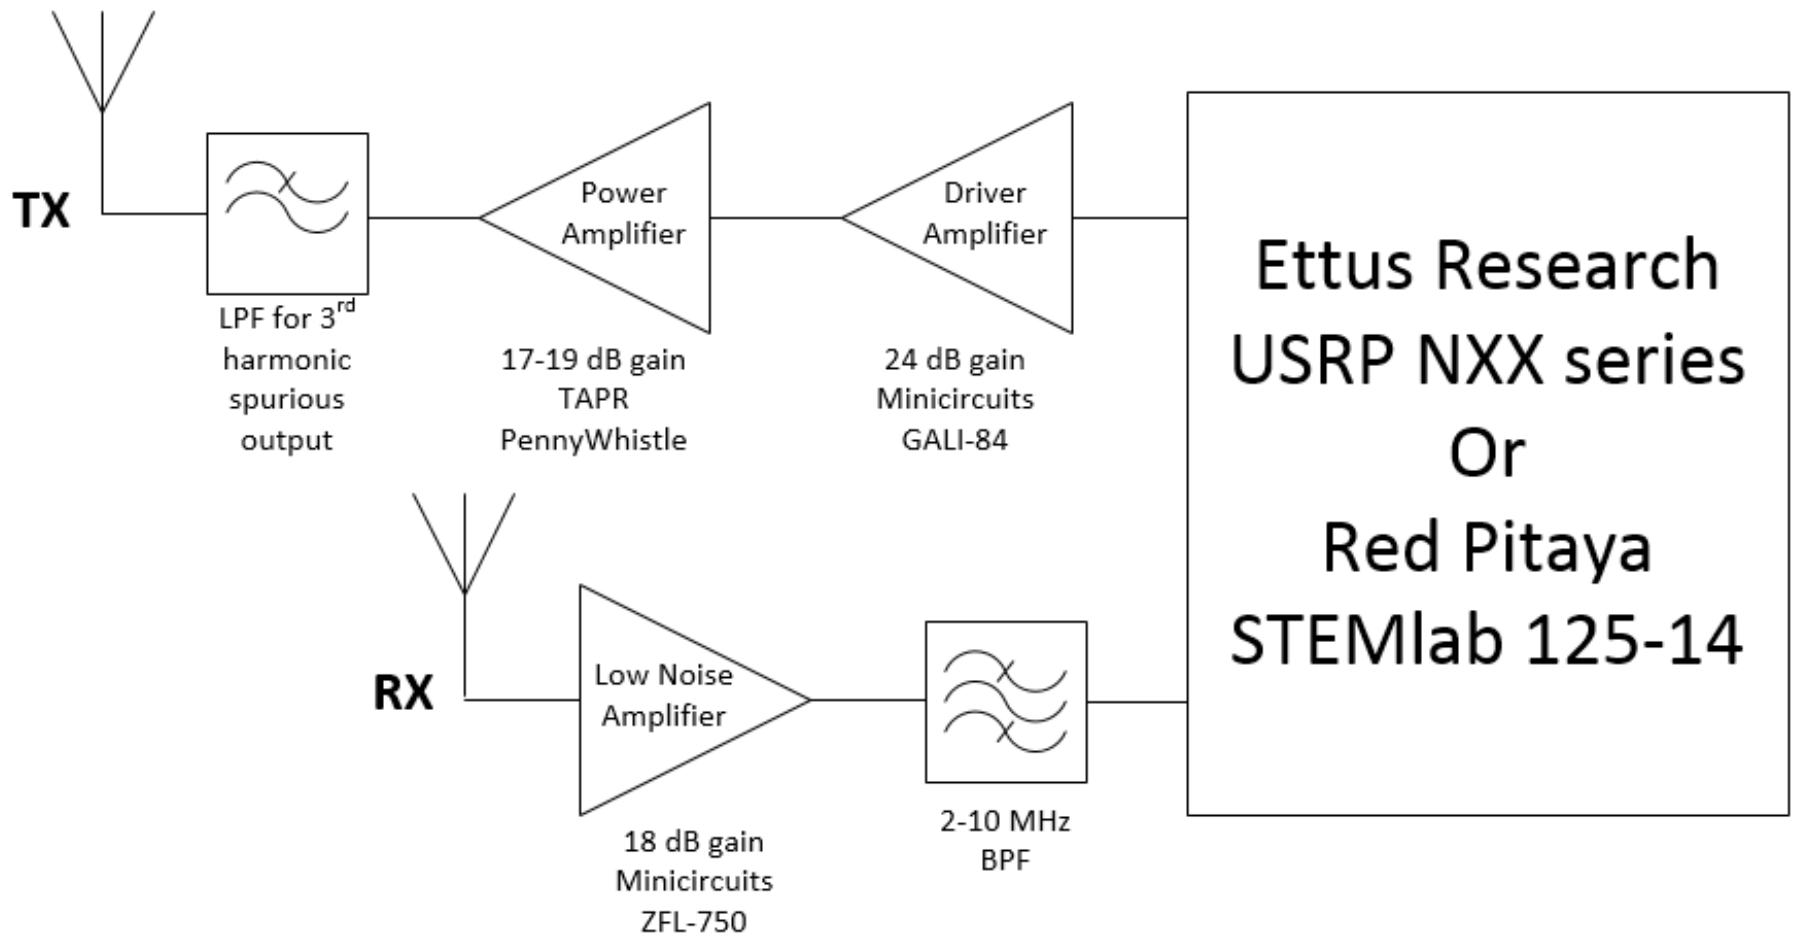 TX
LPF for 3rd
harmonic
spurious
output
Power
Amplifier
17-19 dB gain
TAPR
PennyWhistle
Driver
Amplifier
24 dB gain
Minicircuits
GALI-84
Ettus Research
USRP NXX series
Or
Red Pitaya
STEMlab 125-14
RX
Low Noise
Amplifier
18 dB gain
Minicircuits
ZFL-750
2-10 MHz
BPF